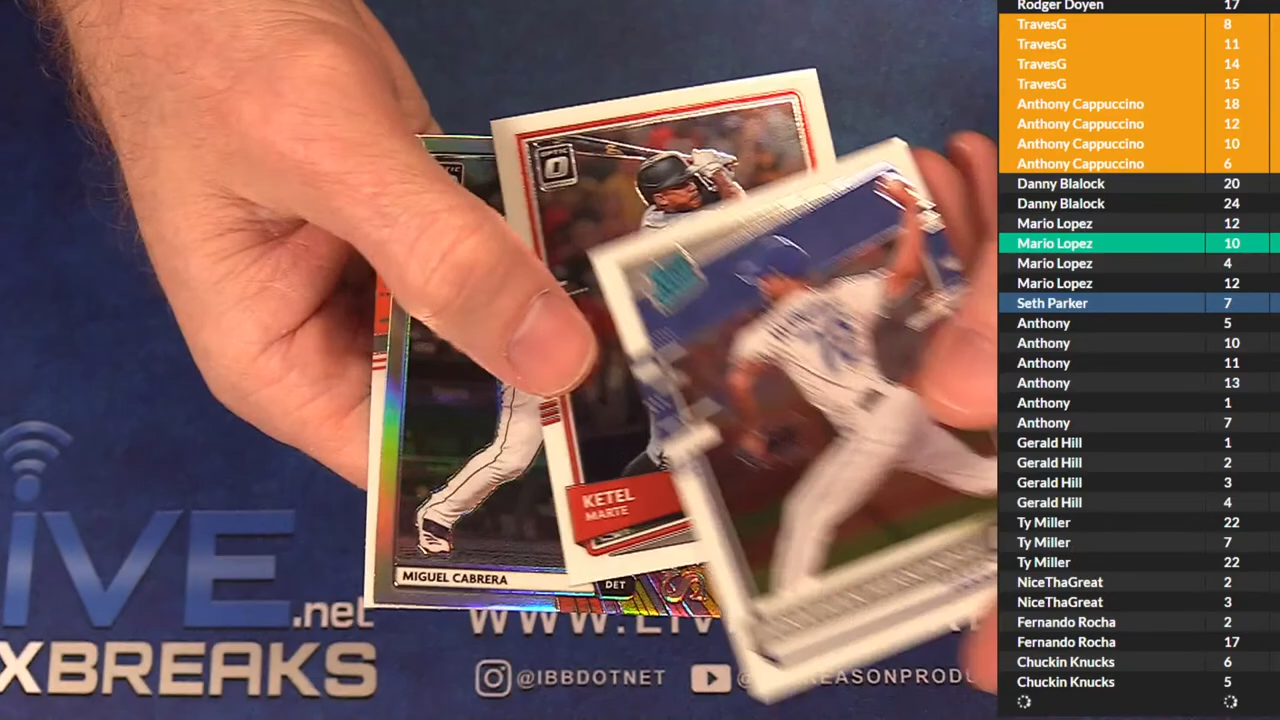 OPTIC
KETEL
MARTE
MIGUEL CABRERA
DET
iVE.net
XBREAKS
WWW.LIV
@IBBDOTNET
Rodger Doyen 17
TravesG 8
TravesG 11
TravesG 14
TravesG 15
Anthony Cappuccino 18
Anthony Cappuccino 12
Anthony Cappuccino 10
Anthony Cappuccino 6
Danny Blalock 20
Danny Blalock 24
Mario Lopez 12
Mario Lopez 10
Mario Lopez 4
Mario Lopez 12
Seth Parker 7
Anthony 5
Anthony 10
Anthony 11
Anthony 13
Anthony 1
Anthony 7
Gerald Hill 1
Gerald Hill 2
Gerald Hill 3
Gerald Hill 4
Ty Miller 22
Ty Miller 7
Ty Miller 22
NiceThaGreat 2
NiceThaGreat 3
Fernando Rocha 2
Fernando Rocha 17
Chuckin Knucks 6
Chuckin Knucks 5